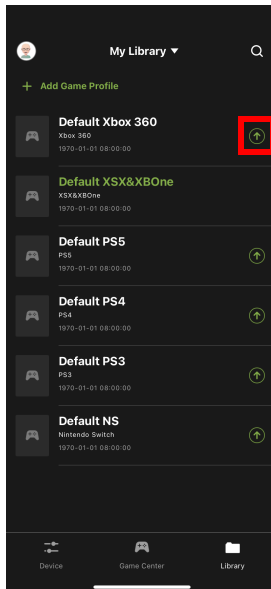 My Library ▼
+ Add Game Profile
Default Xbox 360
Xbox 360
1970-01-01 08:00:00
Default XSX&XBOne
XSX&XBOne
1970-01-01 08:00:00
Default PS5
PS5
1970-01-01 08:00:00
Default PS4
PS4
1970-01-01 08:00:00
Default PS3
PS3
1970-01-01 08:00:00
Default NS
Nintendo Switch
1970-01-01 08:00:00
Device Game Center Library